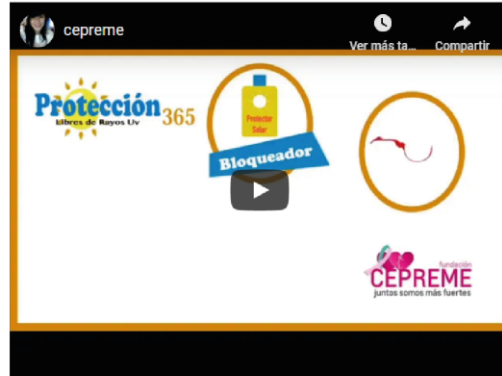 cepreme
Ver más ta...
Compartir
Protección 365
Libres de Rayos Uv
Protector
Solar
Bloqueador
fundación
CEPREME
juntos somos más fuertes